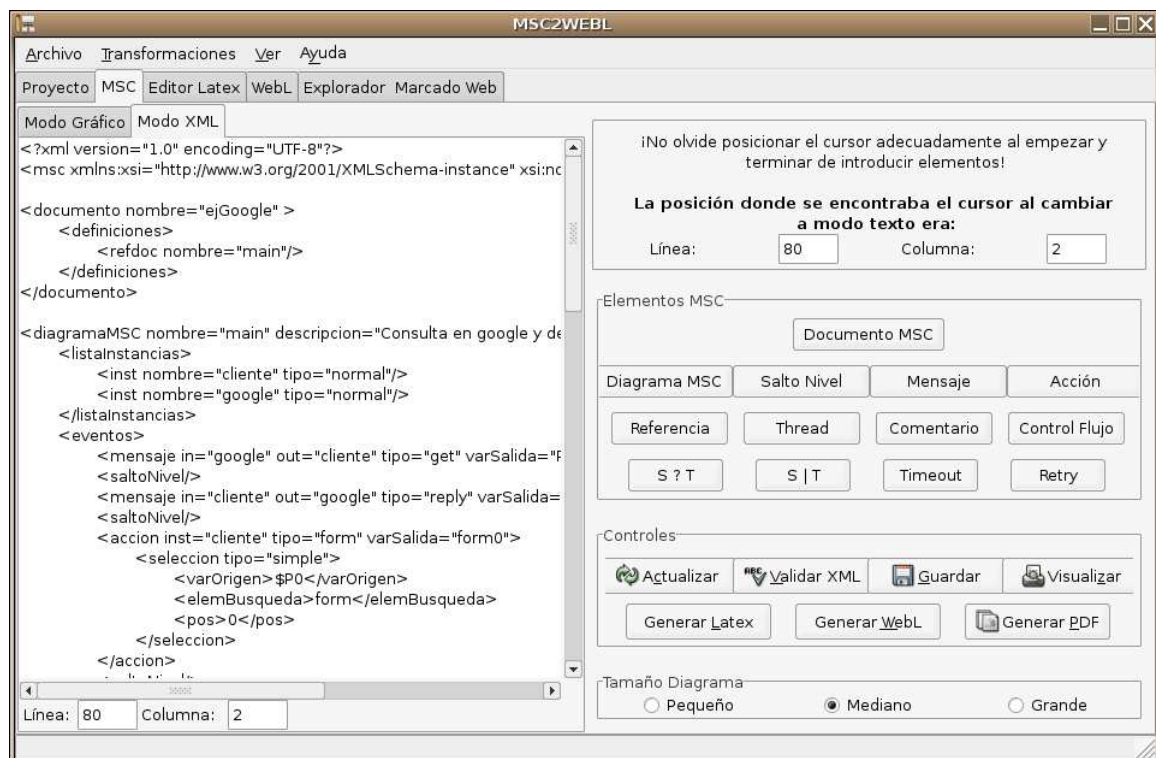 MSC2WEBL
Archivo Transformaciones Ver Ayuda
Proyecto MSC Editor Latex WebL Explorador Marcado Web
Modo Gráfico Modo XML
<?xml version="1.0" encoding="UTF-8"?>
<msc xmlns:xsi="http://www.w3.org/2001/XMLSchema-instance" xsi:no
<documento nombre="ejGoogle" >
<definiciones>
<refdoc nombre="main"/>
</definiciones>
</documento>
<diagramaMSC nombre="main" descripcion="Consulta en google y de
<listaInstancias>
<inst nombre="cliente" tipo="normal"/>
<inst nombre="google" tipo="normal"/>
</listaInstancias>
<eventos>
<mensaje in="google" out="cliente" tipo="get" varSalida="P
<saltoNivel/>
<mensaje in="cliente" out="google" tipo="reply" varSalida=
<saltoNivel/>
<accion inst="cliente" tipo="form" varSalida="form0">
<seleccion tipo="simple">
<varOrigen>$P0</varOrigen>
<elemBusqueda>form</elemBusqueda>
<pos>0</pos>
</seleccion>
</accion>
Línea: 80 Columna: 2
¡No olvide posicionar el cursor adecuadamente al empezar y
terminar de introducir elementos!
La posición donde se encontraba el cursor al cambiar
a modo texto era:
Línea: 80 Columna: 2
Elementos MSC
Documento MSC
Diagrama MSC Salto Nivel Mensaje Acción
Referencia Thread Comentario Control Flujo
S ? T S | T Timeout Retry
Controles
Actualizar Validar XML Guardar Visualizar
Generar Latex Generar WebL Generar PDF
Tamaño Diagrama
Pequeño Mediano Grande